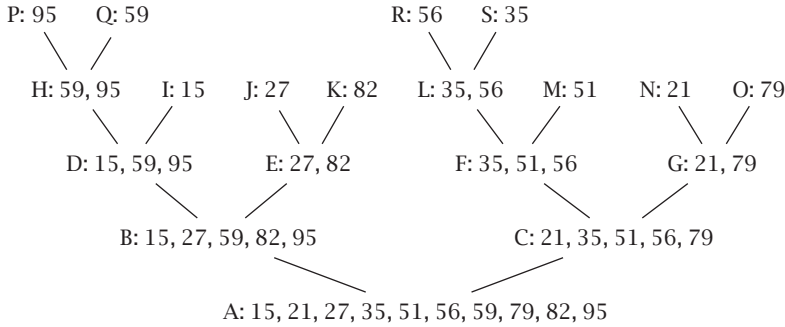 P: 95 Q: 59 R: 56 S: 35
H: 59, 95 I: 15 J: 27 K: 82 L: 35, 56 M: 51 N: 21 O: 79
D: 15, 59, 95 E: 27, 82 F: 35, 51, 56 G: 21, 79
B: 15, 27, 59, 82, 95 C: 21, 35, 51, 56, 79
A: 15, 21, 27, 35, 51, 56, 59, 79, 82, 95